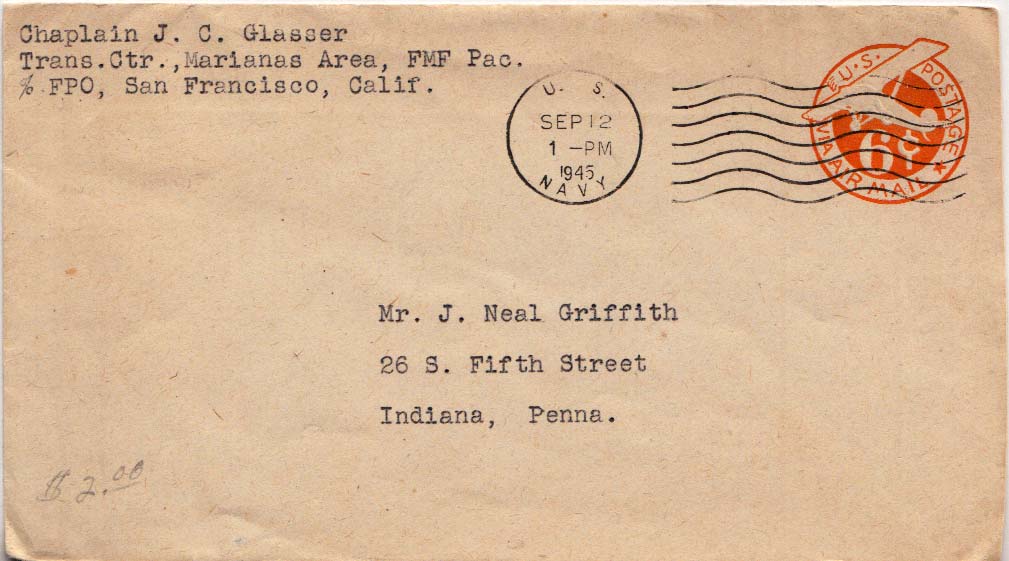 Chaplain J. C. Glasser
Trans.Ctr.,Marianas Area, FMF Pac.
% FPO, San Francisco, Calif.
U. S.
SEP 12
1 -PM
1945
NAVY
U.S. POSTAGE
6¢
VIA AIR MAIL
Mr. J. Neal Griffith
26 S. Fifth Street
Indiana, Penna.
$ 2.00